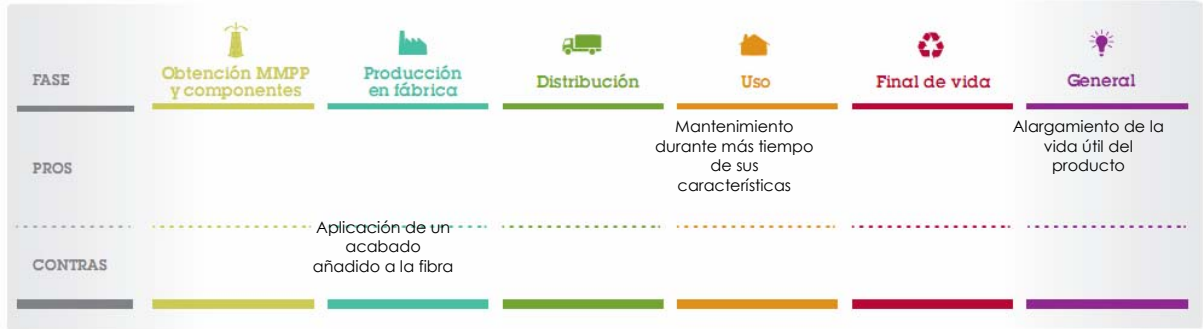 FASE
Obtención MMPP
y componentes
Producción
en fábrica
Distribución
Uso
Final de vida
General
PROS
Mantenimiento
durante más tiempo
de sus
características
Alargamiento de la
vida útil del
producto
CONTRAS
Aplicación de un
acabado
añadido a la fibra